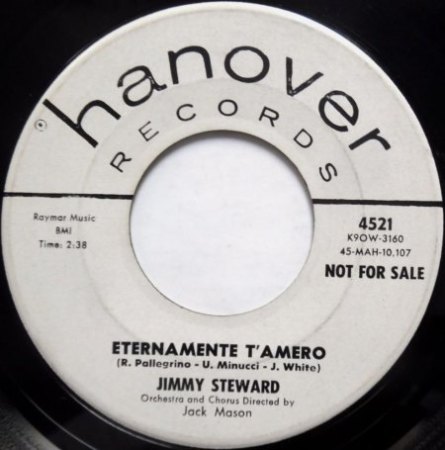 hanover
RECORDS
Raymar Music
BMI
Time: 2:38
4521
K9OW-3160
45-MAH-10,107
NOT FOR SALE
ETERNAMENTE T'AMERO
(R. Pallegrino - U. Minucci - J. White)
JIMMY STEWARD
Orchestra and Chorus Directed by
Jack Mason